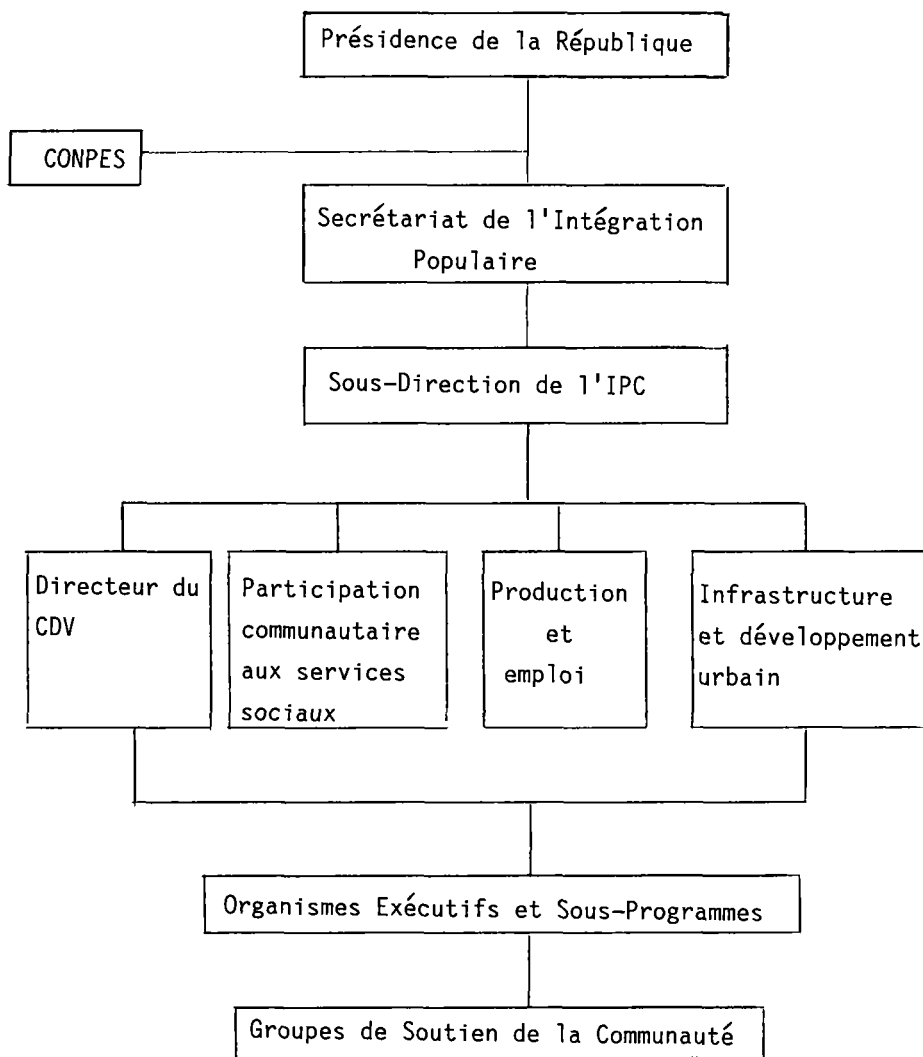 Présidence de la République
CONPES
Secrétariat de l'Intégration
Populaire
Sous-Direction de l'IPC
Directeur du
CDV
Participation
communautaire
aux services
sociaux
Production
et
emploi
Infrastructure
et développement
urbain
Organismes Exécutifs et Sous-Programmes
Groupes de Soutien de la Communauté